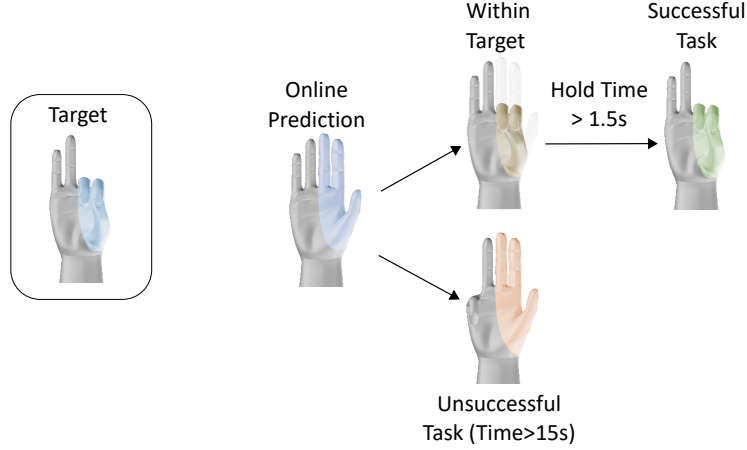 Target
Online
Prediction
Within
Target
Hold Time
> 1.5s
Successful
Task
Unsuccessful
Task (Time>15s)